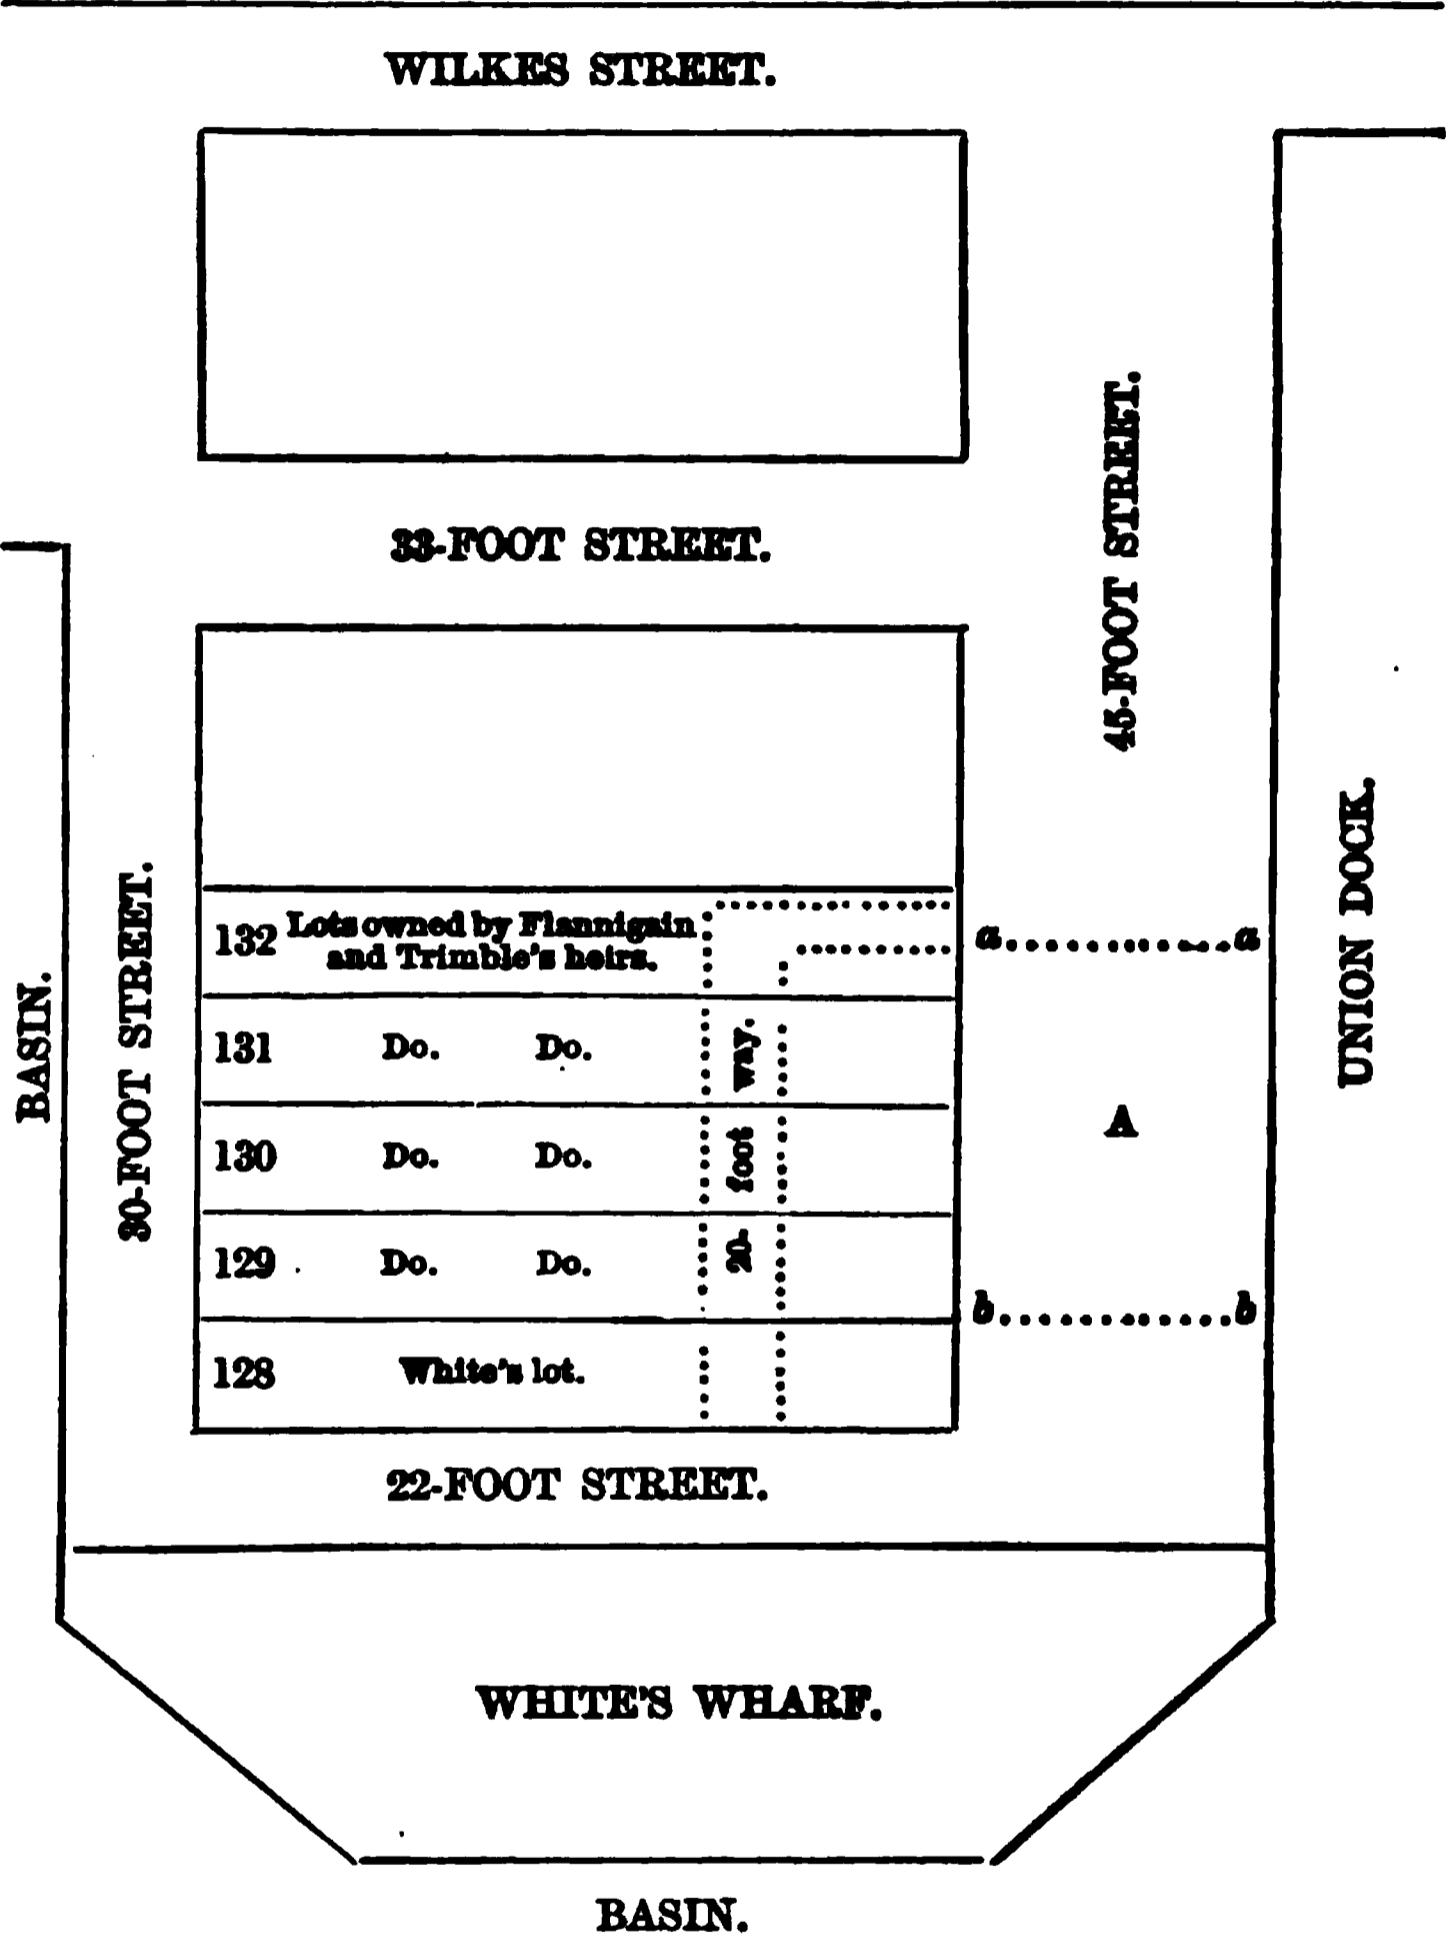 WILKES STREET.
33-FOOT STREET.
45-FOOT STREET.
132 Lots owned by Flannigain
and Trimble's heirs.
a a
131 Do. Do.
130 Do. Do.
129 Do. Do.
20-foot way.
A
b b
128 White's lot.
30-FOOT STREET.
BASIN.
UNION DOCK.
22-FOOT STREET.
WHITE'S WHARF.
BASIN.